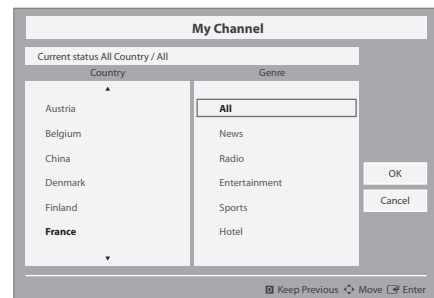 My Channel
Current status All Country / All
Country
Genre
Austria
Belgium
China
Denmark
Finland
France
All
News
Radio
Entertainment
Sports
Hotel
OK
Cancel
Keep Previous Move Enter